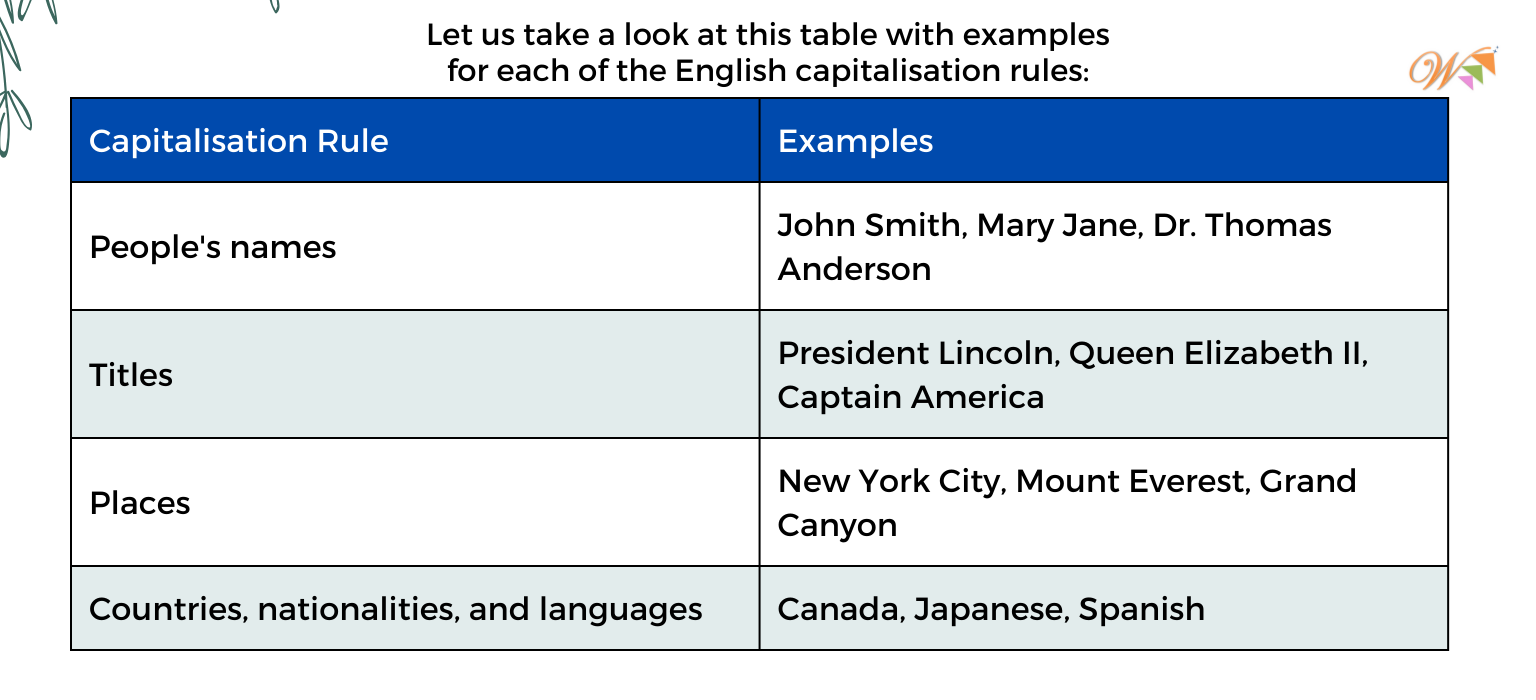 Let us take a look at this table with examples
for each of the English capitalisation rules:
W
Capitalisation Rule
Examples
People's names
John Smith, Mary Jane, Dr. Thomas
Anderson
Titles
President Lincoln, Queen Elizabeth II,
Captain America
Places
New York City, Mount Everest, Grand
Canyon
Countries, nationalities, and languages
Canada, Japanese, Spanish